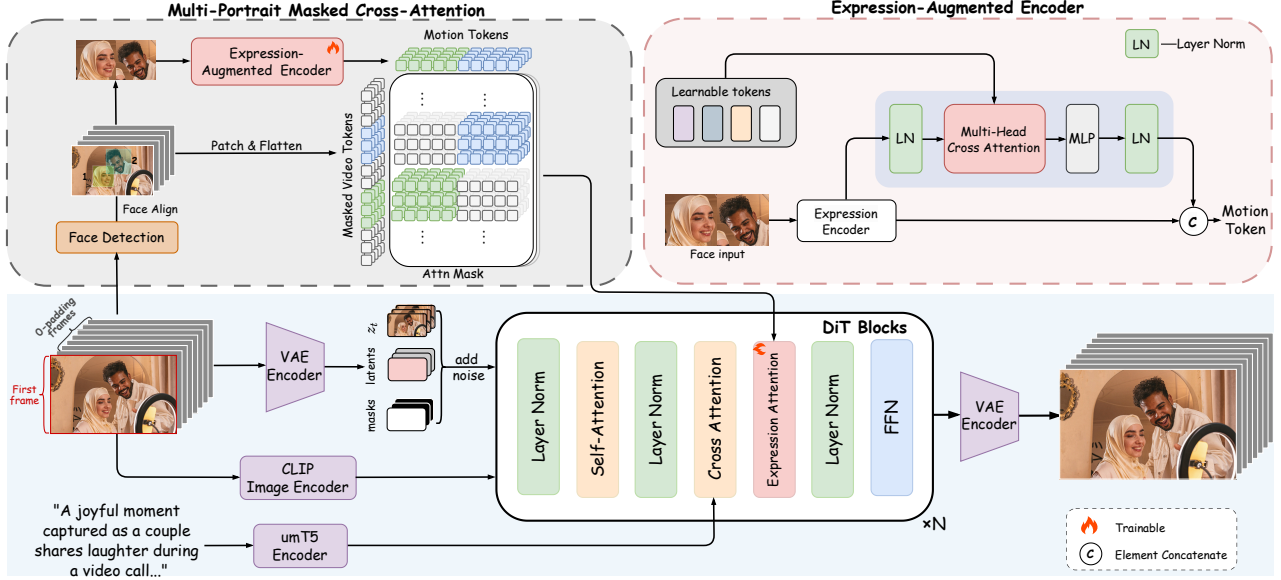 Multi-Portrait Masked Cross-Attention
Expression-
Augmented Encoder
Motion Tokens
Patch & Flatten
Masked Video Tokens
1
2
Face Align
Face Detection
Attn Mask
Expression-Augmented Encoder
LN
Layer Norm
Learnable tokens
LN
Multi-Head
Cross Attention
MLP
LN
Face input
Expression
Encoder
C
Motion
Token
0-padding
frames
First
frame
VAE
Encoder
z_t
latents
masks
add
noise
DiT Blocks
Layer Norm
Self-Attention
Layer Norm
Cross Attention
Expression Attention
Layer Norm
FFN
×N
VAE
Encoder
CLIP
Image Encoder
"A joyful moment
captured as a couple
shares laughter during
a video call..."
umT5
Encoder
Trainable
C
Element Concatenate